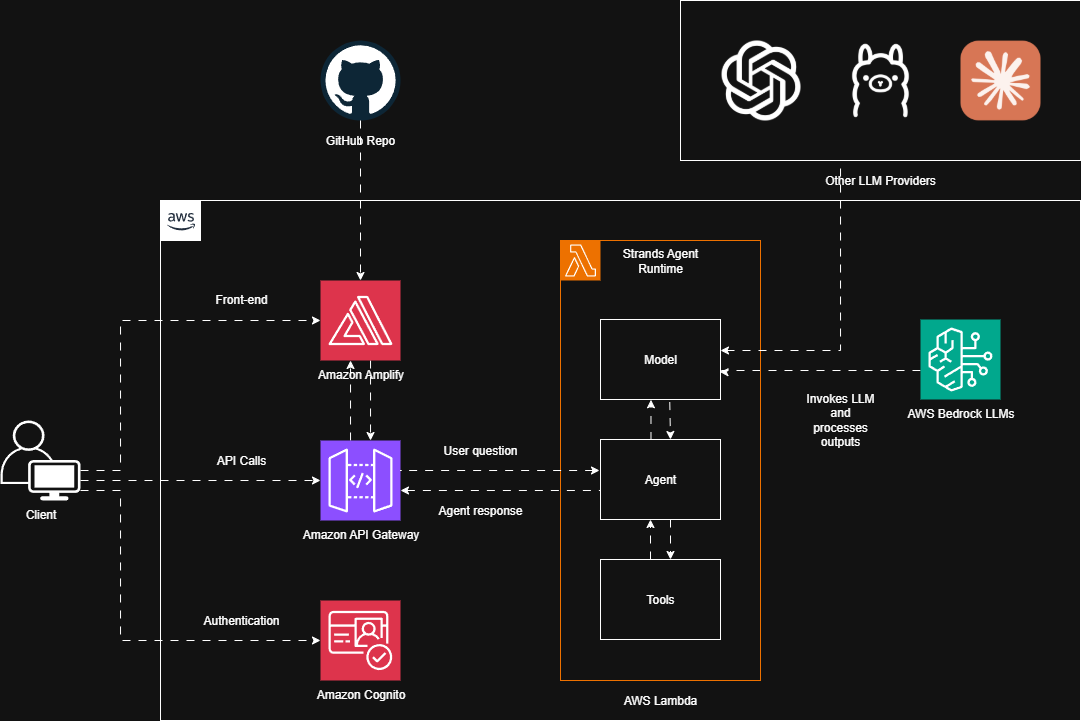 GitHub Repo
Other LLM Providers
aws
Strands Agent
Runtime
Front-end
Amazon Amplify
Model
Invokes LLM
and
processes
outputs
AWS Bedrock LLMs
Client
API Calls
</>
Amazon API Gateway
User question
Agent response
Agent
Authentication
Tools
Amazon Cognito
AWS Lambda